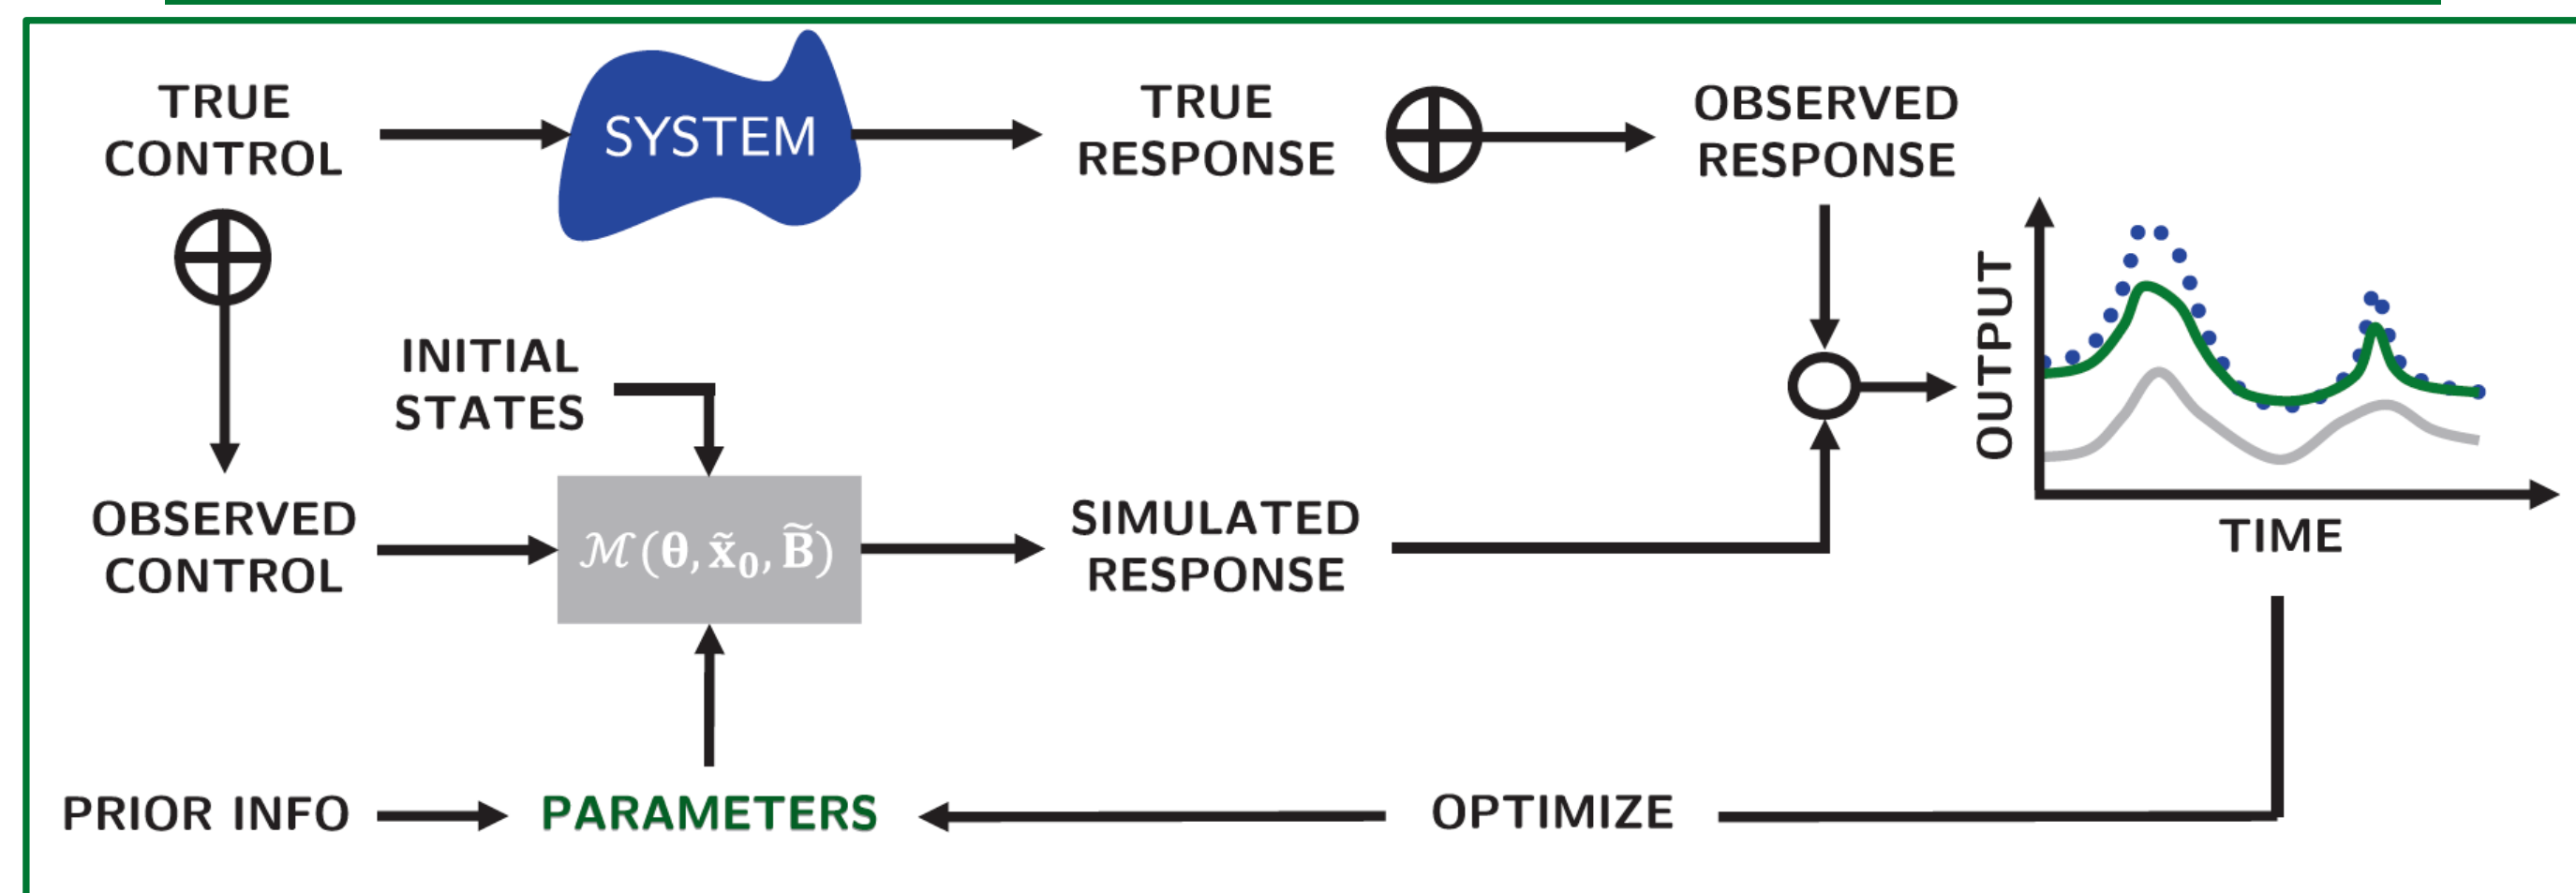 TRUE
CONTROL
SYSTEM
TRUE
RESPONSE
OBSERVED
RESPONSE
OUTPUT
TIME
INITIAL
STATES
OBSERVED
CONTROL
ℳ(θ, x̃₀, B̃)
SIMULATED
RESPONSE
PRIOR INFO
PARAMETERS
OPTIMIZE